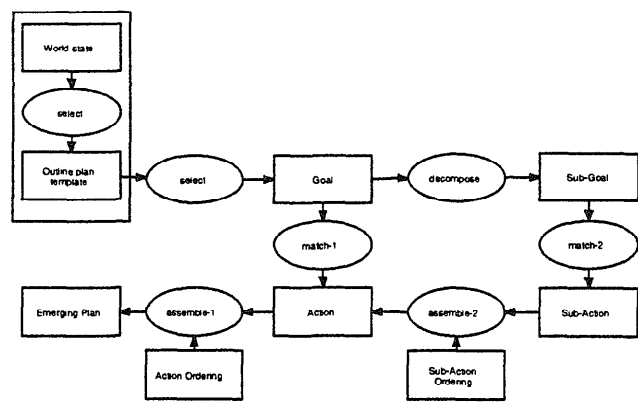 World state
select
Outline plan
template
select
Goal
decompose
Sub-Goal
match-1
match-2
Emerging Plan
assemble-1
Action
assemble-2
Sub-Action
Action Ordering
Sub-Action
Ordering